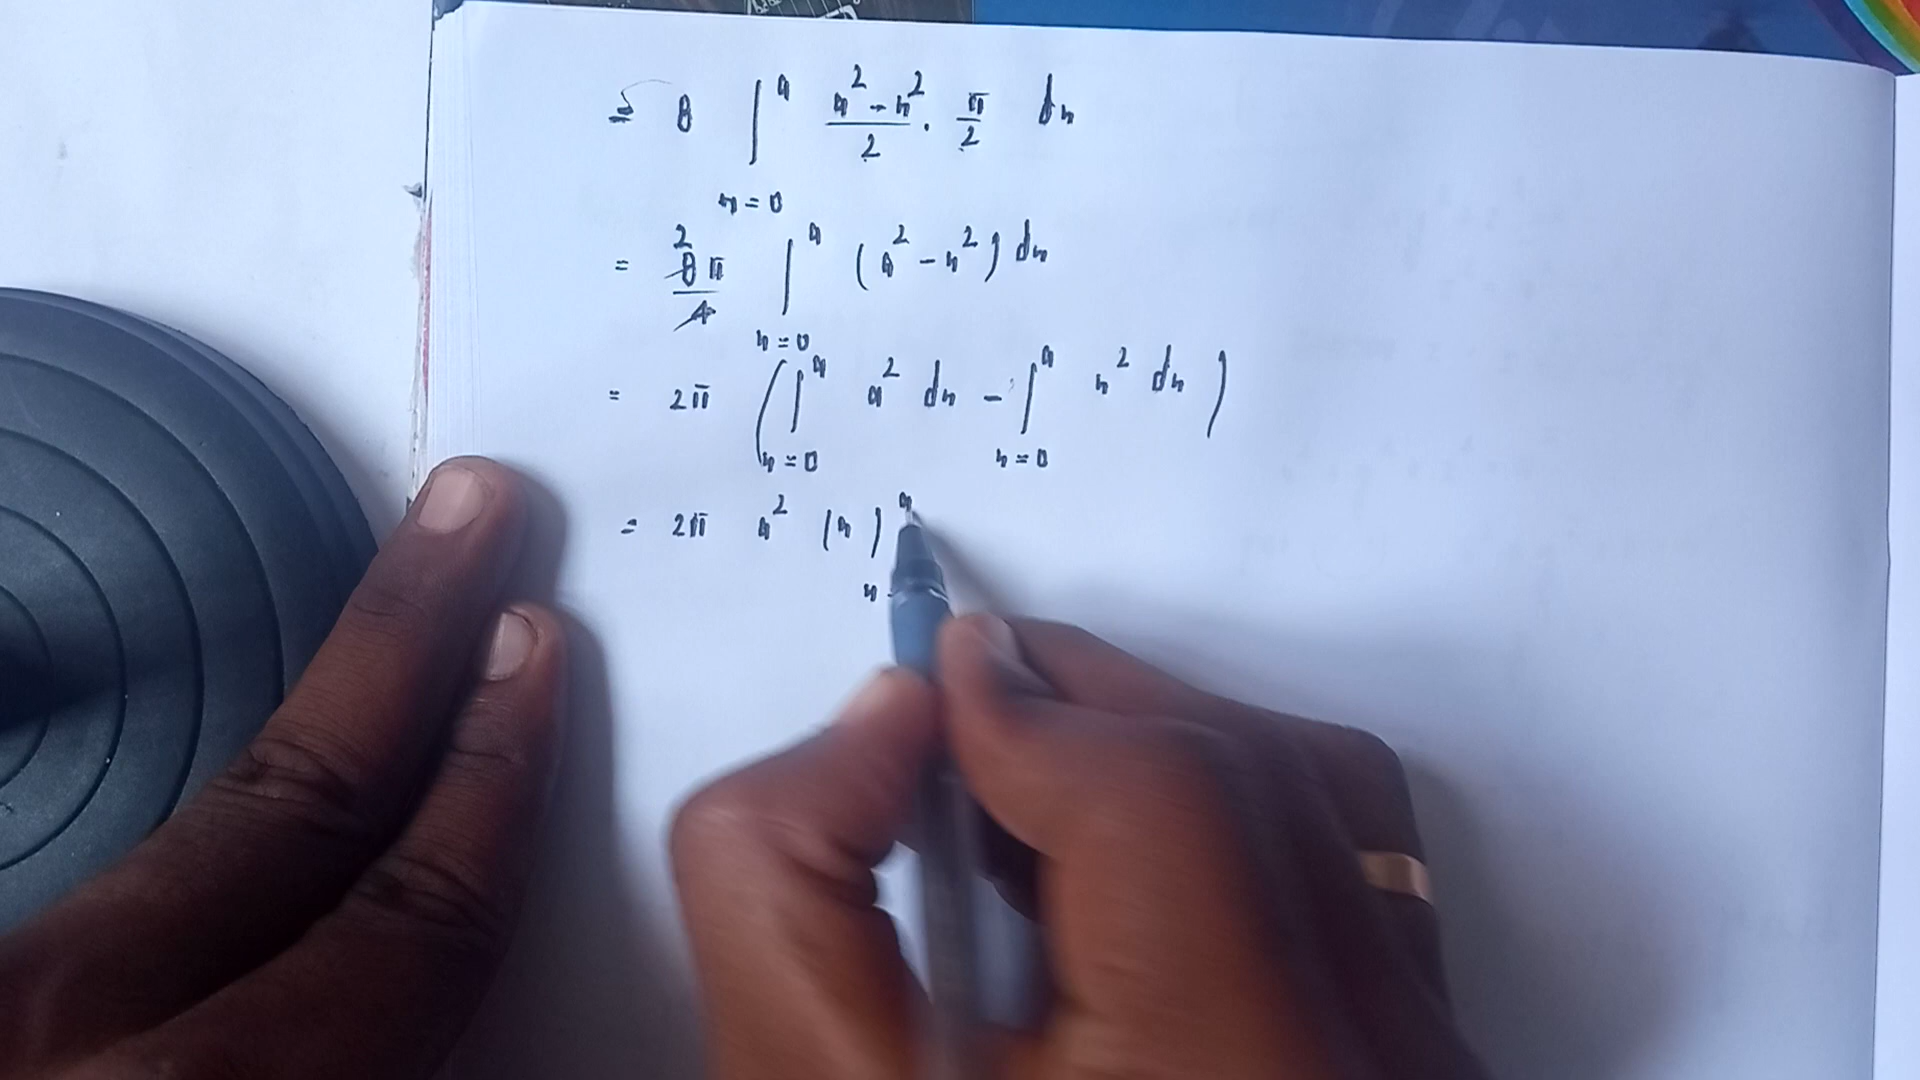 = 8 ∫_{x=0}^{a} (a² - x²)/2 · π/2 dx
= 8π/4 2 ∫_{x=0}^{a} (a² - x²) dx
= 2π ( ∫_{x=0}^{a} a² dx - ∫_{x=0}^{a} x² dx )
= 2π a² (x)^{a}_{x